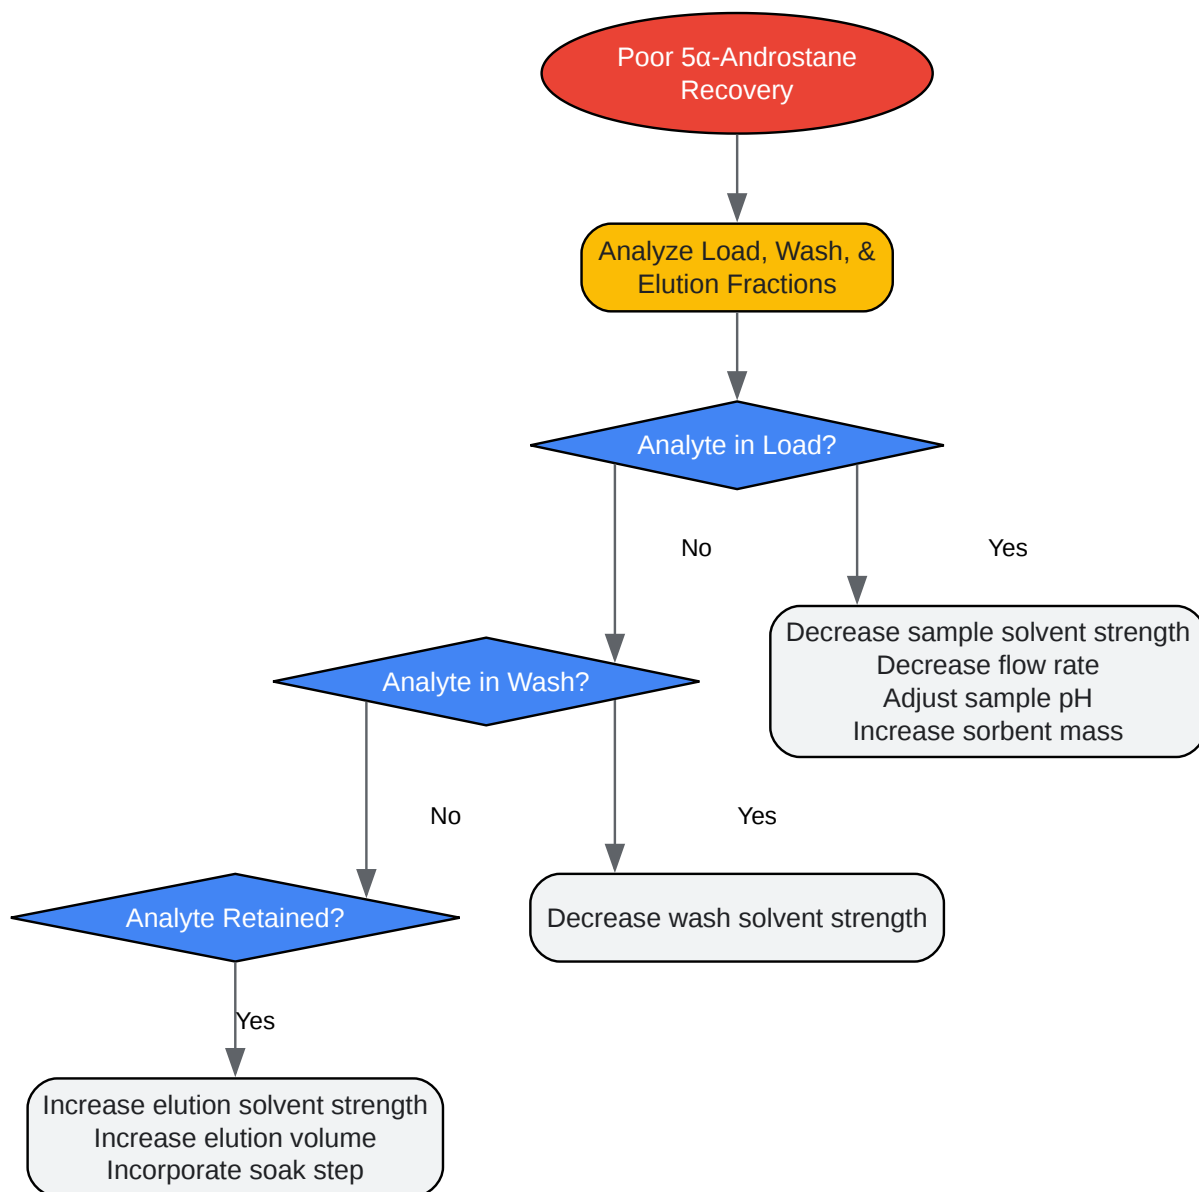 Poor 5α-Androstane
Recovery
Analyze Load, Wash, &
Elution Fractions
Analyte in Load?
No
Yes
Decrease sample solvent strength
Decrease flow rate
Adjust sample pH
Increase sorbent mass
Analyte in Wash?
No
Yes
Analyte Retained?
Decrease wash solvent strength
Yes
Increase elution solvent strength
Increase elution volume
Incorporate soak step